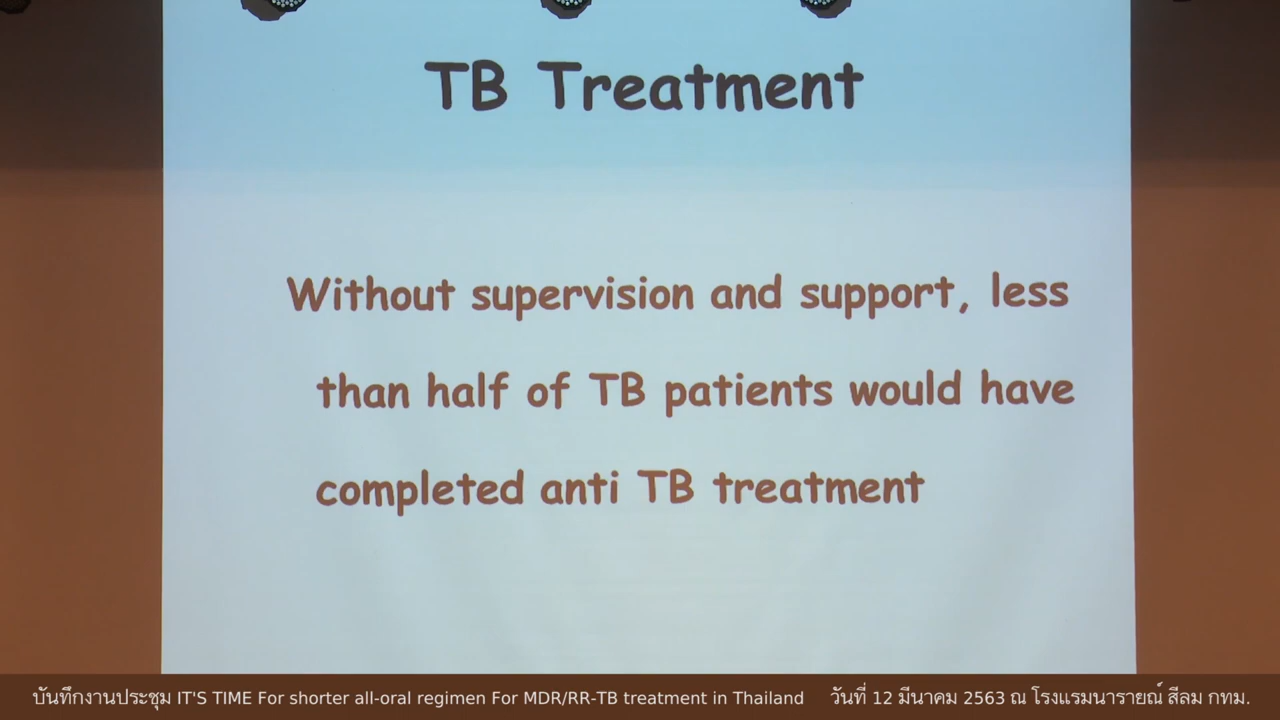 TB Treatment
Without supervision and support, less
than half of TB patients would have
completed anti TB treatment
บันทึกงานประชุม IT'S TIME For shorter all-oral regimen For MDR/RR-TB treatment in Thailand วันที่ 12 มีนาคม 2563 ณ โรงแรมนารายณ์ สีลม กทม.